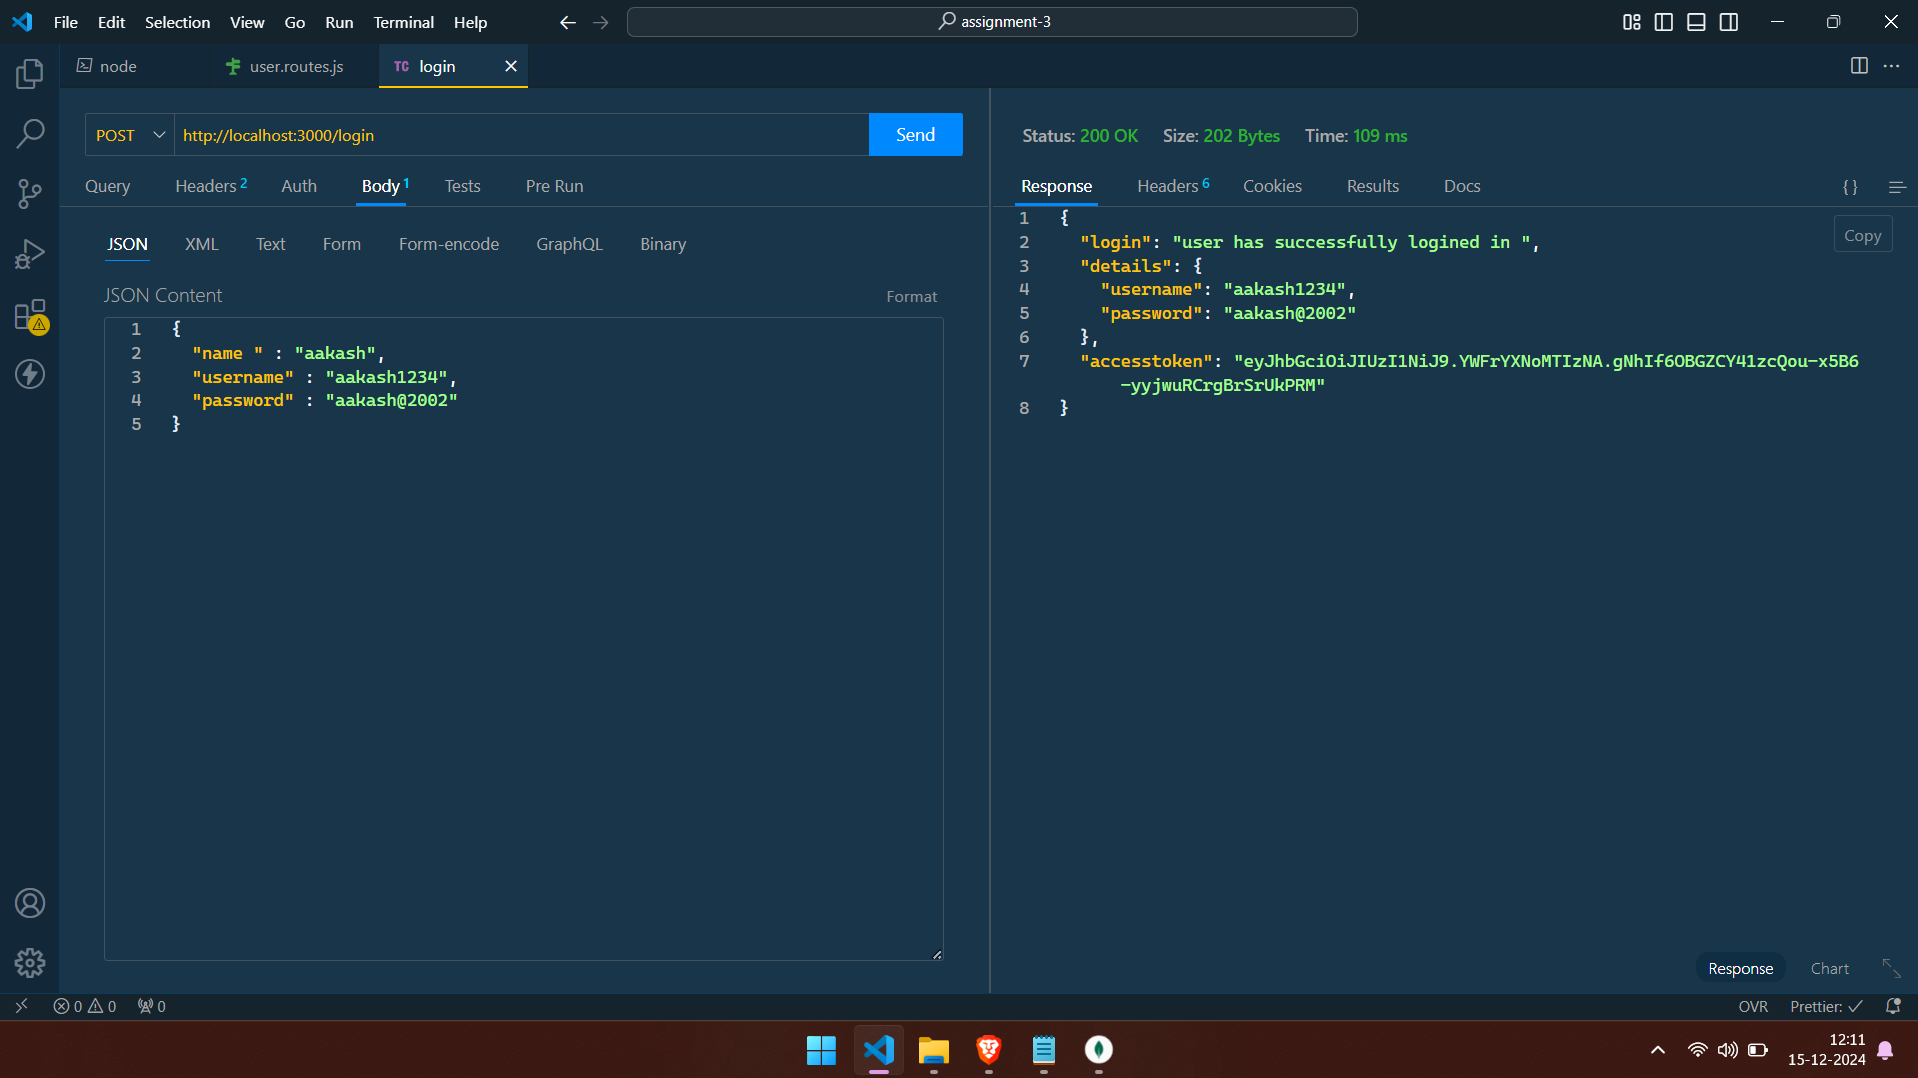 File Edit Selection View Go Run Terminal Help
assignment-3
node
user.routes.js
TC login
POST
http://localhost:3000/login
Send
Query Headers 2 Auth Body 1 Tests Pre Run
JSON XML Text Form Form-encode GraphQL Binary
JSON Content
Format
1 {
2 "name " : "aakash",
3 "username" : "aakash1234",
4 "password" : "aakash@2002"
5 }
Status: 200 OK Size: 202 Bytes Time: 109 ms
Response Headers 6 Cookies Results Docs
{ }
Copy
1 {
2 "login": "user has successfully logined in ",
3 "details": {
4 "username": "aakash1234",
5 "password": "aakash@2002"
6 },
7 "accesstoken": "eyJhbGciOiJIUzI1NiJ9.YWFrYXNoMTIzNA.gNhIf6OBGZCY41zcQou-x5B6
-yyjwuRCrgBrSrUkPRM"
8 }
Response Chart
0 0 0
OVR Prettier:
12:11
15-12-2024